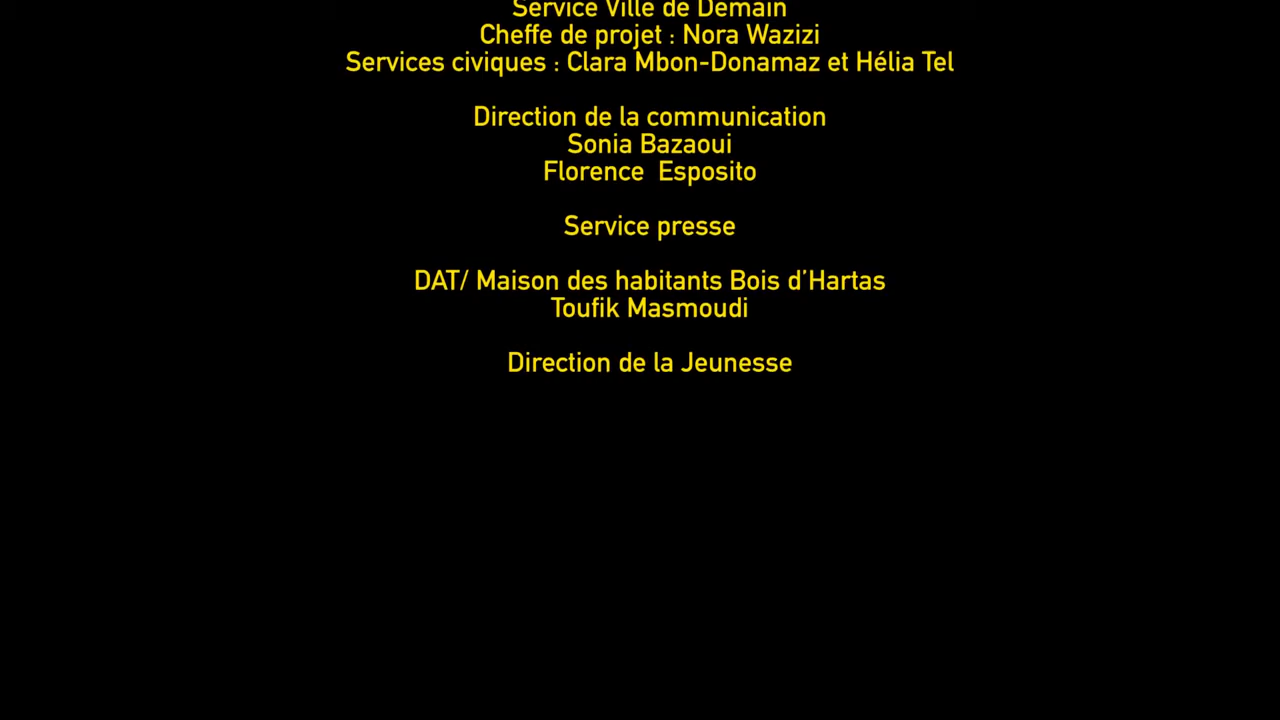 Service Ville de Demain
Cheffe de projet : Nora Wazizi
Services civiques : Clara Mbon-Donamaz et Hélia Tel
Direction de la communication
Sonia Bazaoui
Florence  Esposito
Service presse
DAT/ Maison des habitants Bois d’Hartas
Toufik Masmoudi
Direction de la Jeunesse